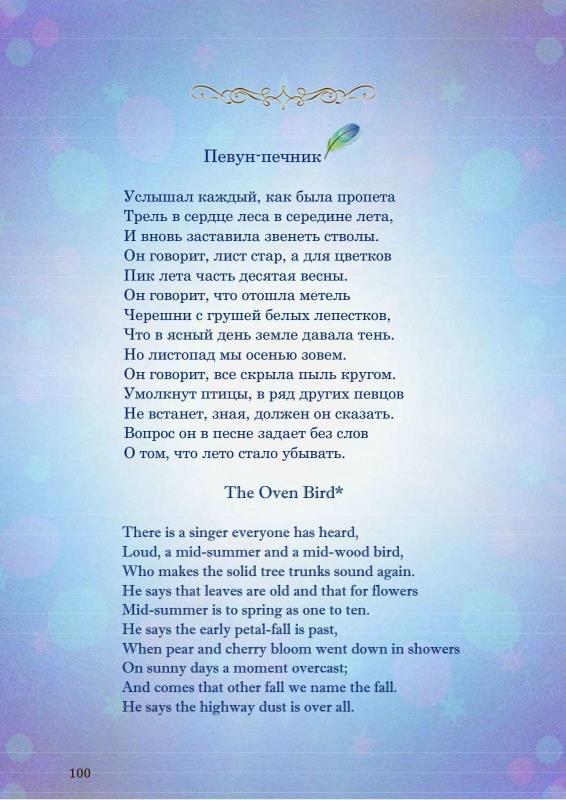 Певун-печник
Услышал каждый, как была пропета
Трель в сердце леса в середине лета,
И вновь заставила звенеть стволы.
Он говорит, лист стар, а для цветков
Пик лета часть десятая весны.
Он говорит, что отошла метель
Черешни с грушей белых лепестков,
Что в ясный день земле давала тень.
Но листопад мы осенью зовем.
Он говорит, все скрыла пыль кругом.
Умолкнут птицы, в ряд других певцов
Не встанет, зная, должен он сказать.
Вопрос он в песне задает без слов
О том, что лето стало убывать.
The Oven Bird*
There is a singer everyone has heard,
Loud, a mid-summer and a mid-wood bird,
Who makes the solid tree trunks sound again.
He says that leaves are old and that for flowers
Mid-summer is to spring as one to ten.
He says the early petal-fall is past,
When pear and cherry bloom went down in showers
On sunny days a moment overcast;
And comes that other fall we name the fall.
He says the highway dust is over all.
100